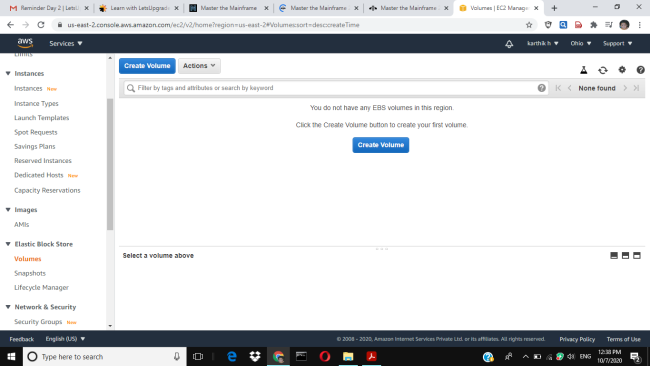 Reminder Day 2 | LetsU
Learn with LetsUpgrad
Master the Mainframe
Master the Mainframe
Master the Mainframe
Volumes | EC2 Manage
us-east-2.console.aws.amazon.com/ec2/v2/home?region=us-east-2#Volumes:sort=desc:createTime
aws
Services
karthik h
Ohio
Support
Limits
Instances
Instances New
Instance Types
Launch Templates
Spot Requests
Savings Plans
Reserved Instances
Dedicated Hosts New
Capacity Reservations
Images
AMIs
Elastic Block Store
Volumes
Snapshots
Lifecycle Manager
Network & Security
Security Groups New
Create Volume
Actions
Filter by tags and attributes or search by keyword
None found
You do not have any EBS volumes in this region.
Click the Create Volume button to create your first volume.
Create Volume
Select a volume above
Feedback
English (US)
© 2008 - 2020, Amazon Internet Services Private Ltd. or its affiliates. All rights reserved.
Privacy Policy
Terms of Use
Type here to search
ENG
12:38 PM
10/7/2020